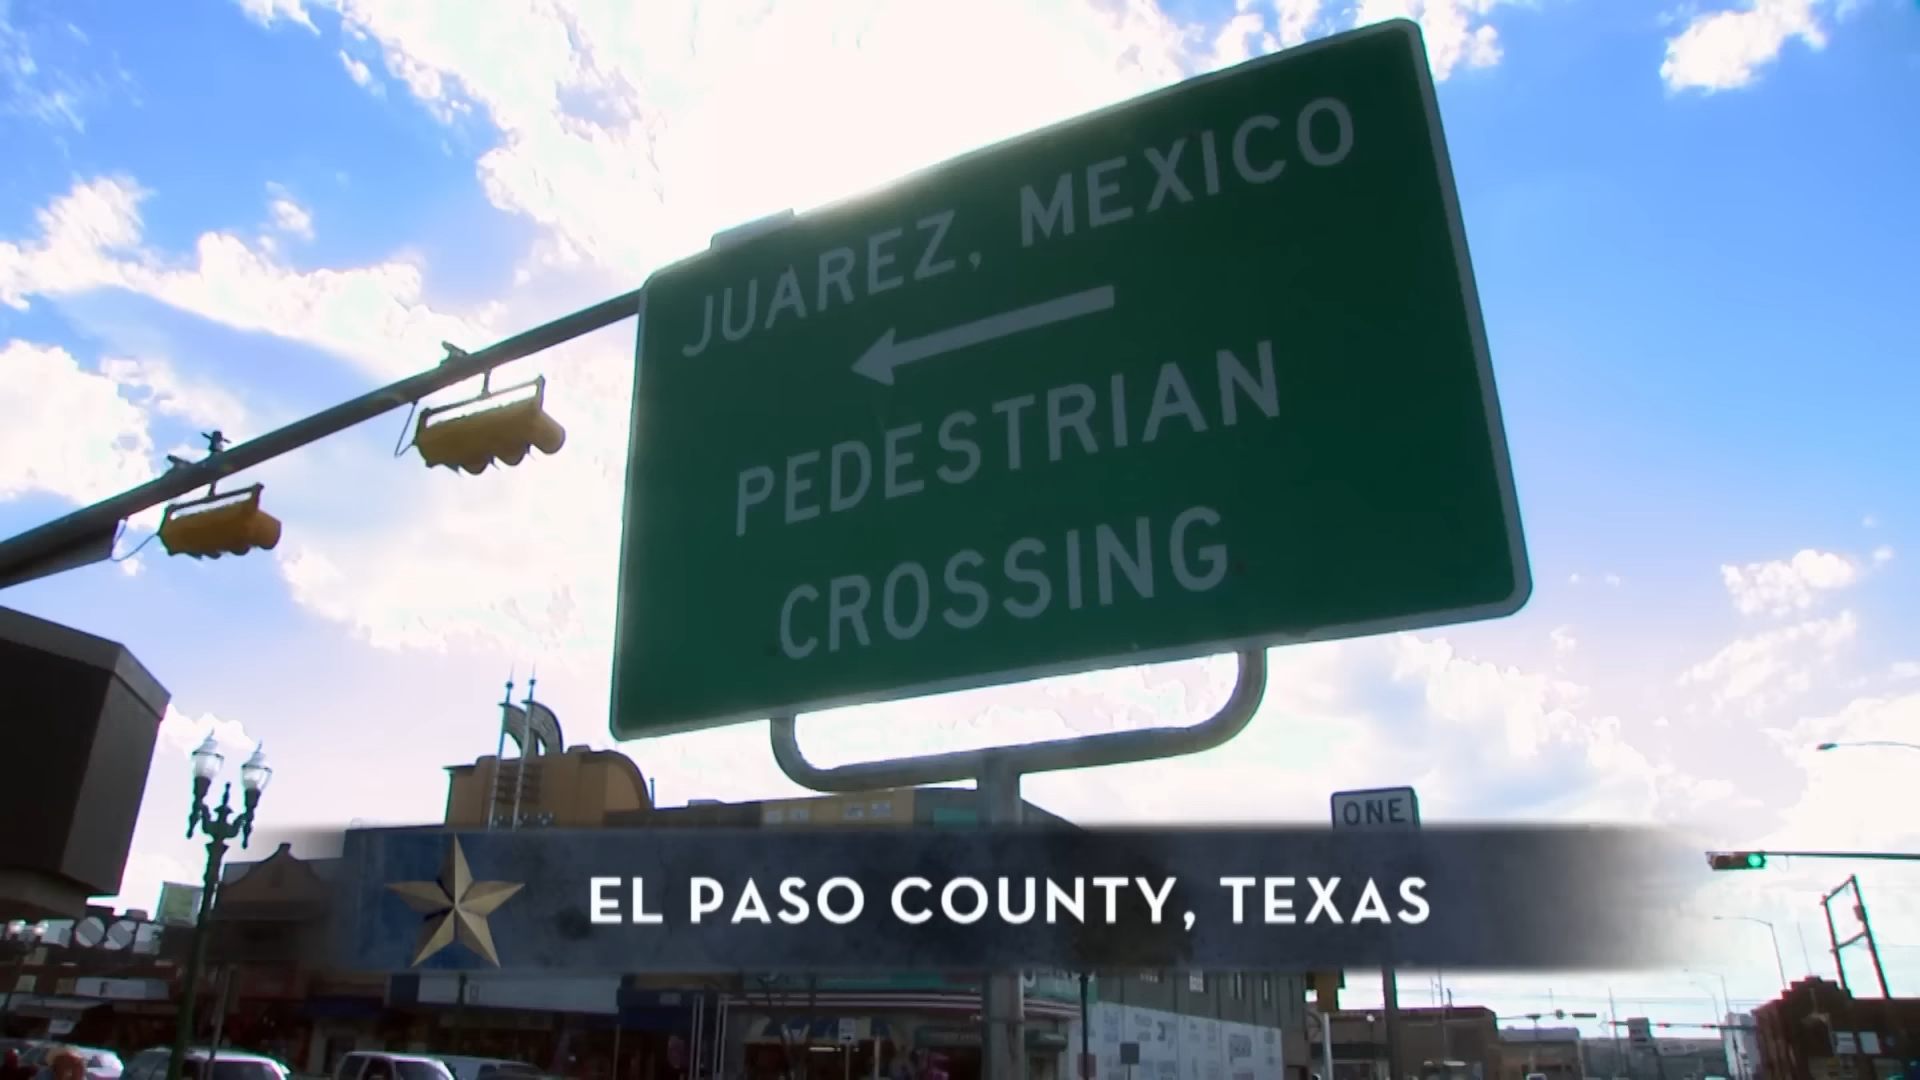 JUAREZ, MEXICO
PEDESTRIAN
CROSSING
ONE
EL PASO COUNTY, TEXAS